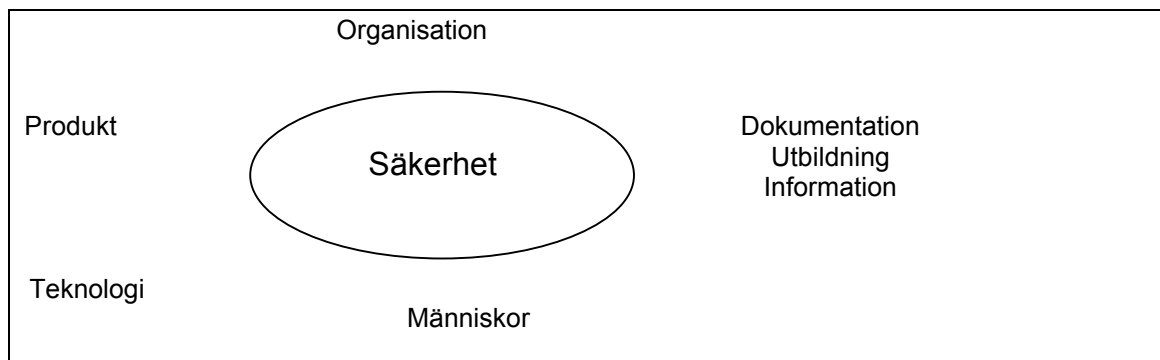 Organisation
Produkt
Säkerhet
Dokumentation
Utbildning
Information
Teknologi
Människor